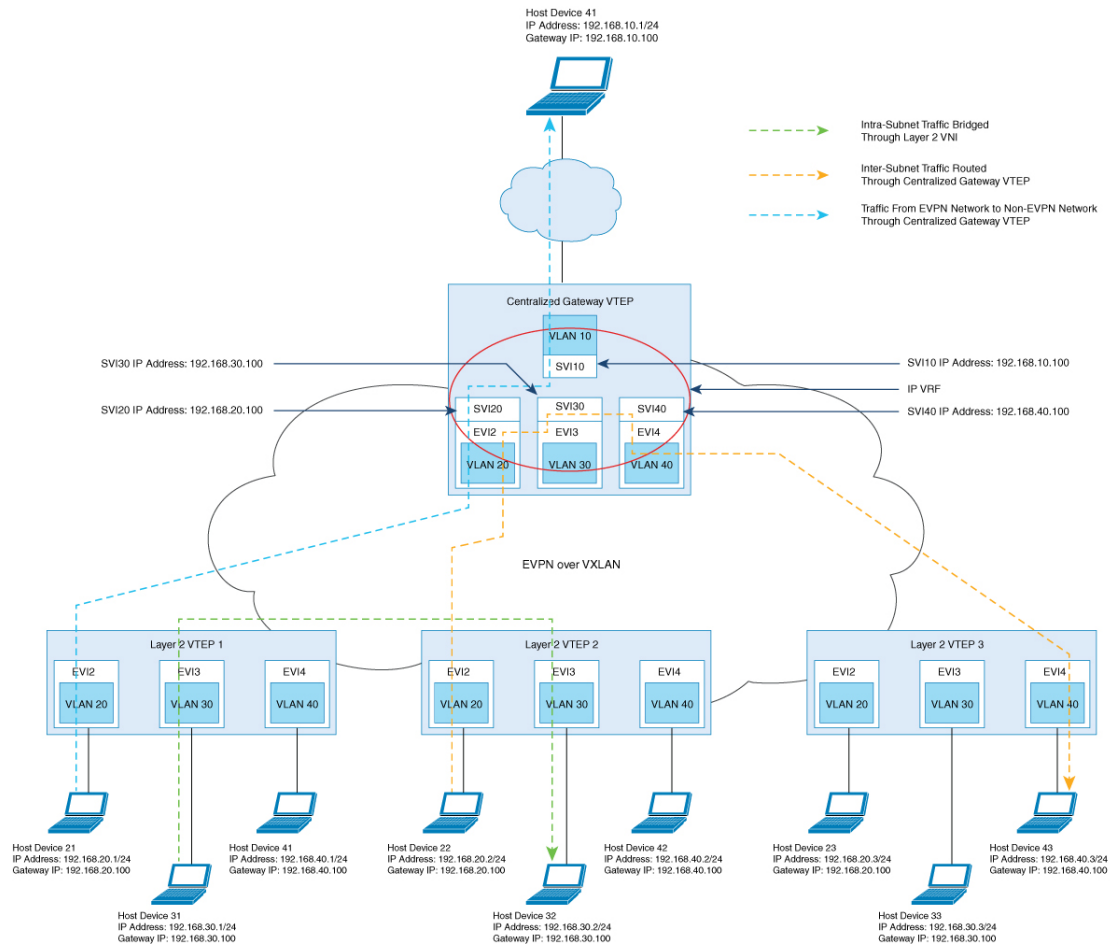 Host Device 41
IP Address: 192.168.10.1/24
Gateway IP: 192.168.10.100
Intra-Subnet Traffic Bridged
Through Layer 2 VNI
Inter-Subnet Traffic Routed
Through Centralized Gateway VTEP
Traffic From EVPN Network to Non-EVPN Network
Through Centralized Gateway VTEP
Centralized Gateway VTEP
VLAN 10
SVI10
SVI30 IP Address: 192.168.30.100
SVI10 IP Address: 192.168.10.100
IP VRF
SVI20 IP Address: 192.168.20.100
SVI40 IP Address: 192.168.40.100
SVI20
SVI30
SVI40
EVI2
EVI3
EVI4
VLAN 20
VLAN 30
VLAN 40
EVPN over VXLAN
Layer 2 VTEP 1
EVI2
EVI3
EVI4
VLAN 20
VLAN 30
VLAN 40
Layer 2 VTEP 2
EVI2
EVI3
EVI4
VLAN 20
VLAN 30
VLAN 40
Layer 2 VTEP 3
EVI2
EVI3
EVI4
VLAN 20
VLAN 30
VLAN 40
Host Device 21
IP Address: 192.168.20.1/24
Gateway IP: 192.168.20.100
Host Device 41
IP Address: 192.168.40.1/24
Gateway IP: 192.168.40.100
Host Device 22
IP Address: 192.168.20.2/24
Gateway IP: 192.168.20.100
Host Device 42
IP Address: 192.168.40.2/24
Gateway IP: 192.168.40.100
Host Device 23
IP Address: 192.168.20.3/24
Gateway IP: 192.168.20.100
Host Device 43
IP Address: 192.168.40.3/24
Gateway IP: 192.168.40.100
Host Device 31
IP Address: 192.168.30.1/24
Gateway IP: 192.168.30.100
Host Device 32
IP Address: 192.168.30.2/24
Gateway IP: 192.168.30.100
Host Device 33
IP Address: 192.168.30.3/24
Gateway IP: 192.168.30.100